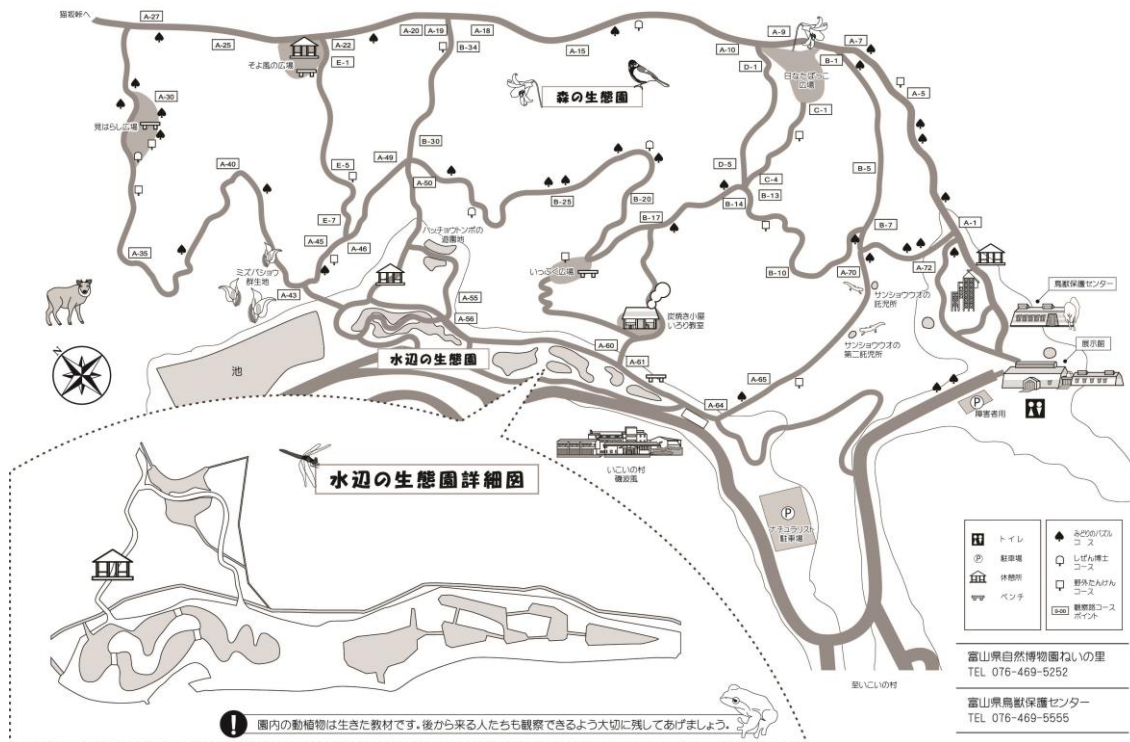 猫坂峠へ
A-27
A-25
A-22
A-20
A-19
A-18
A-15
A-10
A-9
A-7
B-34
E-1
D-1
B-1
そよ風の広場
日なたぼっこ
広場
森の生態園
A-5
A-30
見はらし広場
C-1
B-30
A-40
A-49
E-5
D-5
B-5
A-50
C-4
B-20
B-13
B-25
B-14
E-7
B-17
B-7
A-1
A-35
A-45
A-46
ハッチョウトンボの
遊園地
ミズバショウ
群生地
いっぷく広場
B-10
A-70
A-72
A-43
A-55
A-56
サンショウウオの
託児所
鳥獣保護センター
炭焼き小屋
いろり教室
サンショウウオの
第二託児所
展示館
N
池
水辺の生態園
A-60
A-61
A-65
A-64
P
障害者用
いこいの村
磯波風
水辺の生態園詳細図
P
ナチュラリスト
駐車場
至いこいの村
トイレ
P 駐車場
休憩所
ベンチ
みどりのパズル
コース
しぜん博士
コース
野外たんけん
コース
0-00 観察路コース
ポイント
富山県自然博物園ねいの里
TEL 076-469-5252
富山県鳥獣保護センター
TEL 076-469-5555
! 園内の動植物は生きた教材です。後から来る人たちも観察できるよう大切に残してあげましょう。